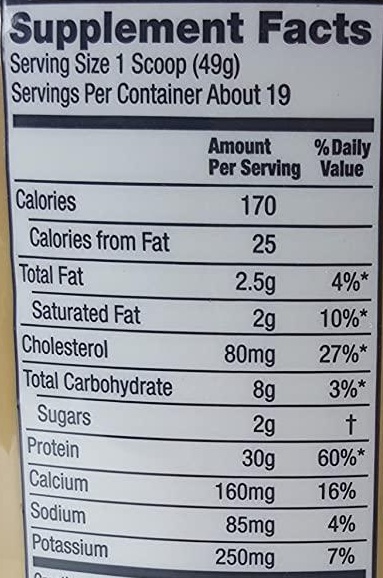 Supplement Facts
Serving Size 1 Scoop (49g)
Servings Per Container About 19
Amount Per Serving % Daily Value
Calories 170
Calories from Fat 25
Total Fat 2.5g 4%*
Saturated Fat 2g 10%*
Cholesterol 80mg 27%*
Total Carbohydrate 8g 3%*
Sugars 2g †
Protein 30g 60%*
Calcium 160mg 16%
Sodium 85mg 4%
Potassium 250mg 7%